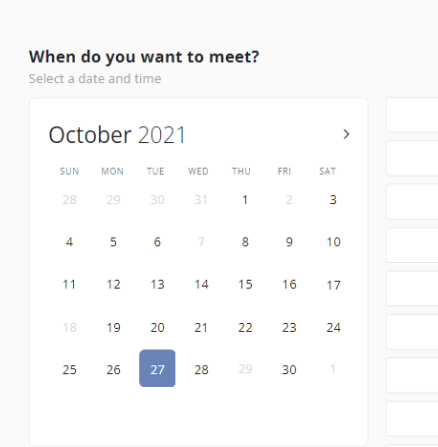 When do you want to meet?
Select a date and time
October 2021
SUN MON TUE WED THU FRI SAT
28 29 30 31 1 2 3
4 5 6 7 8 9 10
11 12 13 14 15 16 17
18 19 20 21 22 23 24
25 26 27 28 29 30 1